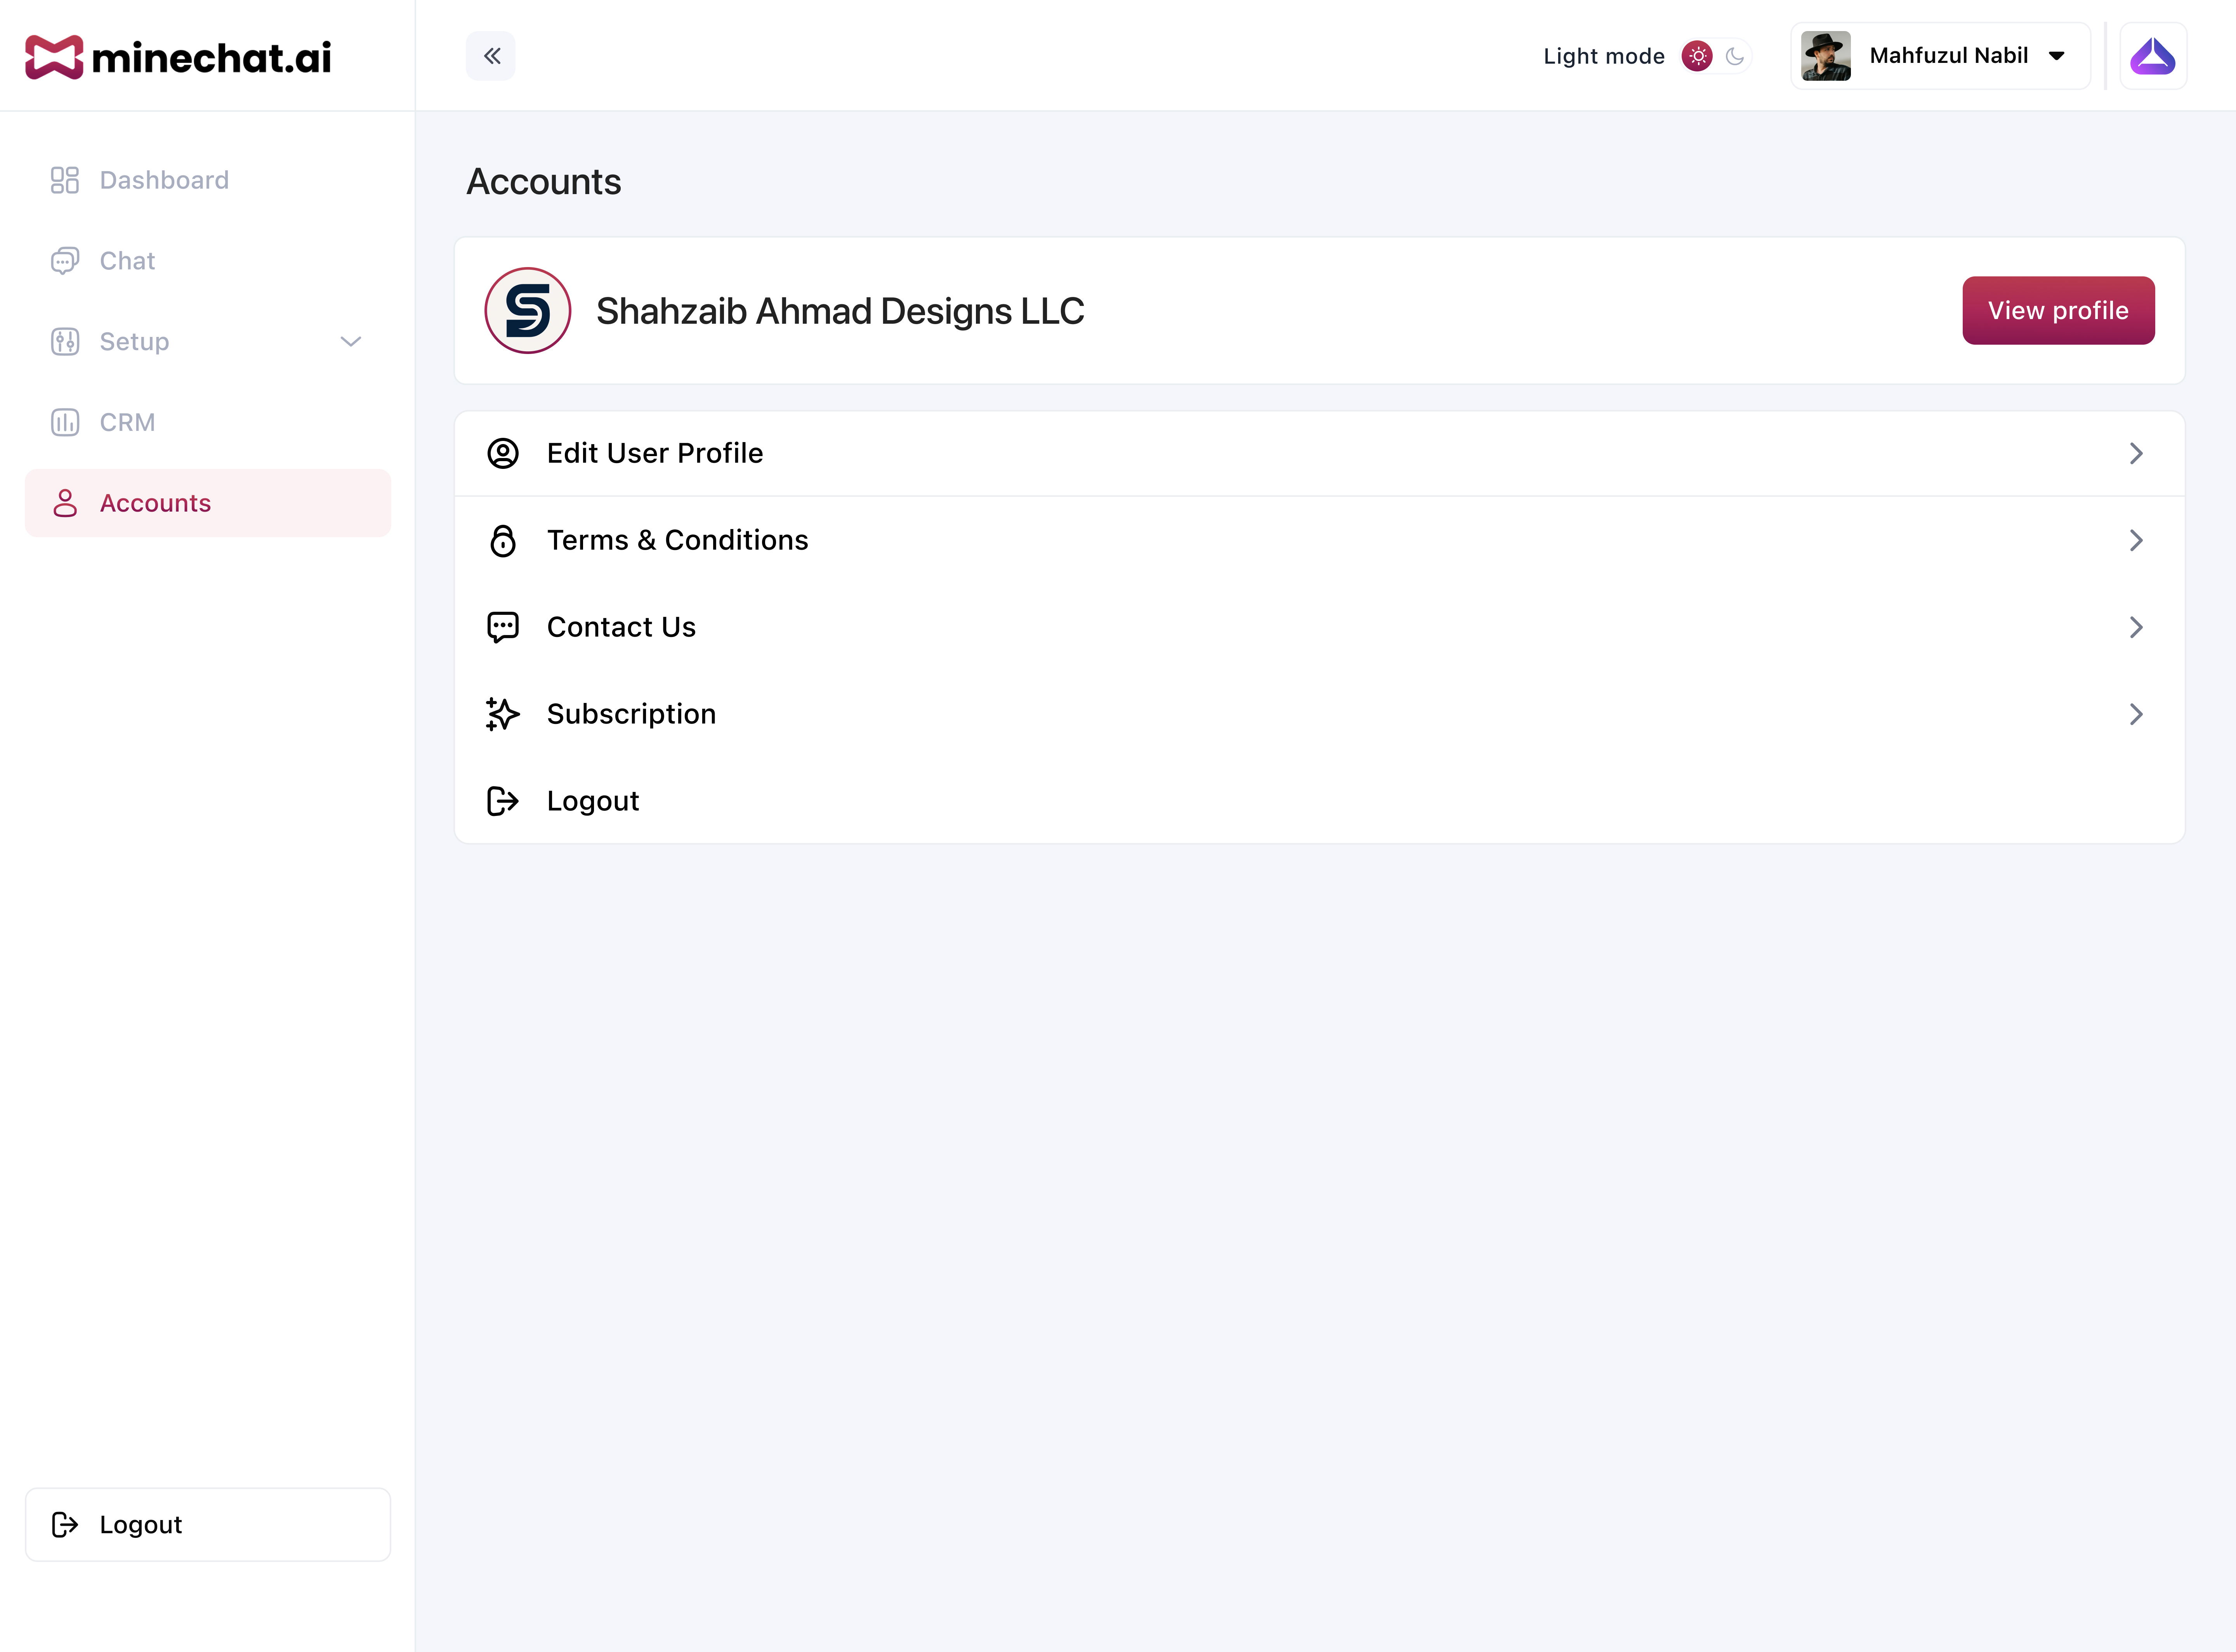 minechat.ai
Light mode
Mahfuzul Nabil
Dashboard
Chat
Setup
CRM
Accounts
Logout
Accounts
Shahzaib Ahmad Designs LLC
View profile
Edit User Profile
Terms & Conditions
Contact Us
Subscription
Logout